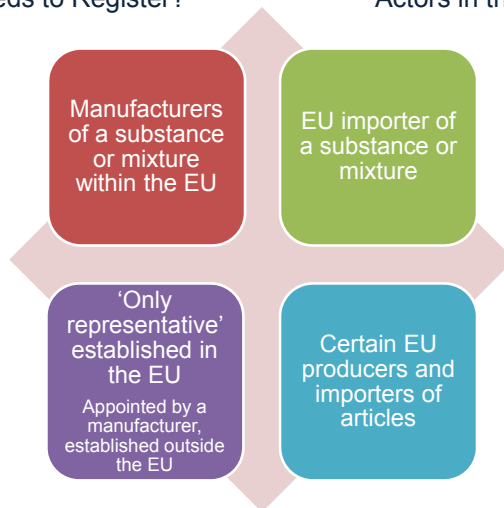 to Register?
Actors in
Manufacturers
of a substance
or mixture
within the EU
EU importer of
a substance or
mixture
‘Only
representative’
established in
the EU
Appointed by a
manufacturer,
established outside
the EU
Certain EU
producers and
importers of
articles